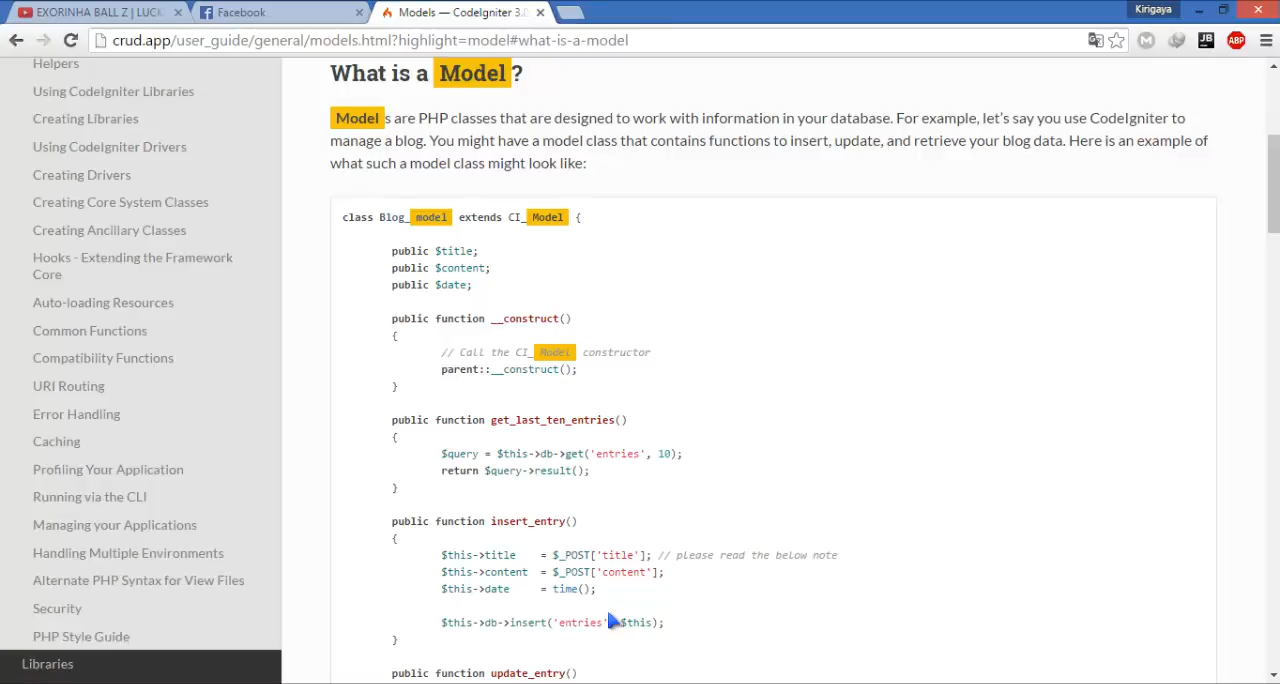 EXORINHA BALL Z | LUCK
Facebook
Models — CodeIgniter 3.
Kirigaya
crud.app/user_guide/general/models.html?highlight=model#what-is-a-model
JB
ABP
Helpers
Using CodeIgniter Libraries
Creating Libraries
Using CodeIgniter Drivers
Creating Drivers
Creating Core System Classes
Creating Ancillary Classes
Hooks - Extending the Framework
Core
Auto-loading Resources
Common Functions
Compatibility Functions
URI Routing
Error Handling
Caching
Profiling Your Application
Running via the CLI
Managing your Applications
Handling Multiple Environments
Alternate PHP Syntax for View Files
Security
PHP Style Guide
Libraries
What is a Model?
Models are PHP classes that are designed to work with information in your database. For example, let’s say you use CodeIgniter to
manage a blog. You might have a model class that contains functions to insert, update, and retrieve your blog data. Here is an example of
what such a model class might look like:
class Blog_model extends CI_Model {
public $title;
public $content;
public $date;
public function __construct()
{
// Call the CI_Model constructor
parent::__construct();
}
public function get_last_ten_entries()
{
$query = $this->db->get('entries', 10);
return $query->result();
}
public function insert_entry()
{
$this->title = $_POST['title']; // please read the below note
$this->content = $_POST['content'];
$this->date = time();
$this->db->insert('entries' $this);
}
public function update_entry()